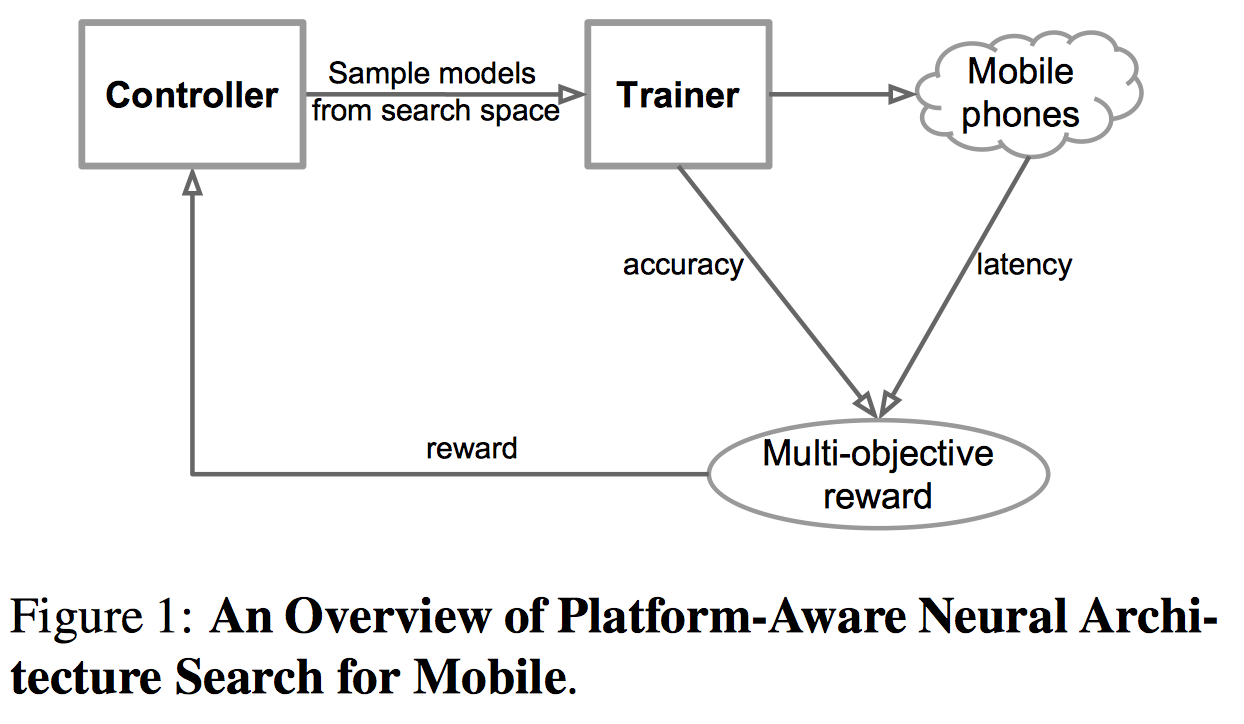 Controller
Sample models
from search space
Trainer
Mobile
phones
accuracy
latency
reward
Multi-objective
reward
Figure 1: An Overview of Platform-Aware Neural Archi-
tecture Search for Mobile.